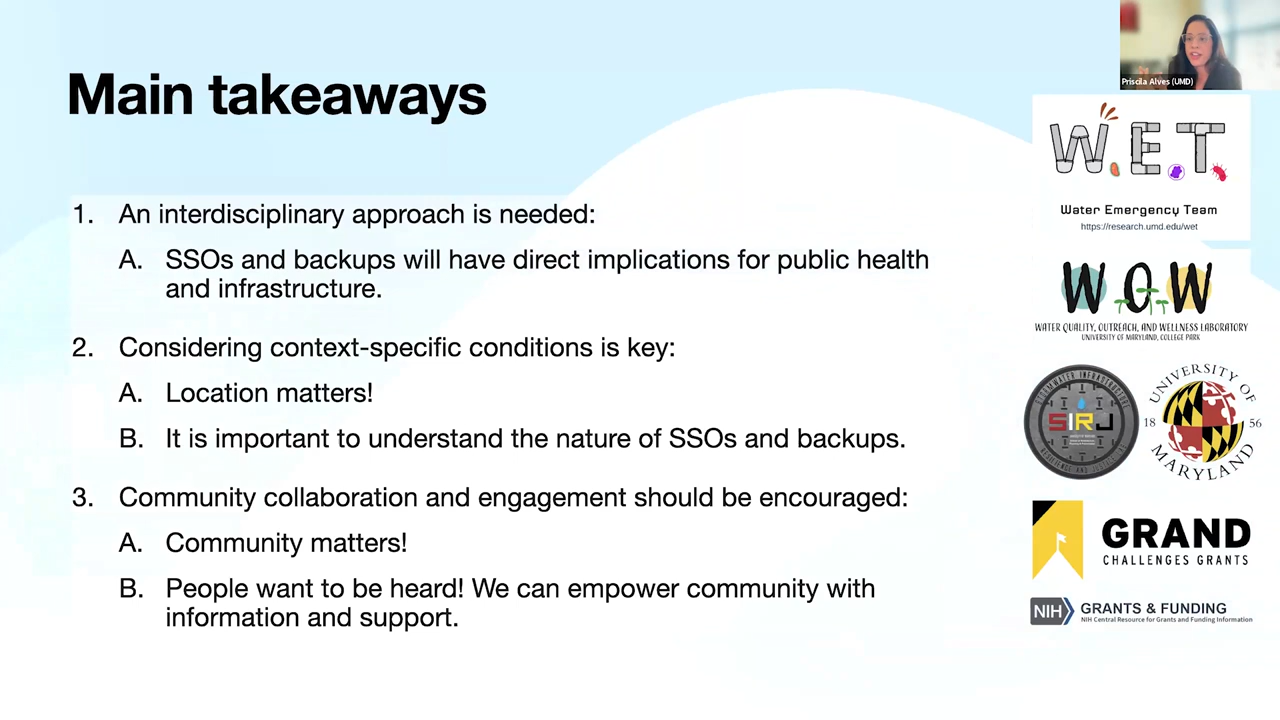 Main takeaways
1. An interdisciplinary approach is needed:
A. SSOs and backups will have direct implications for public health
and infrastructure.
2. Considering context-specific conditions is key:
A. Location matters!
B. It is important to understand the nature of SSOs and backups.
3. Community collaboration and engagement should be encouraged:
A. Community matters!
B. People want to be heard! We can empower community with
information and support.
Priscila Alves (UMD)
W.E.T.
Water Emergency Team
https://research.umd.edu/wet
WOW
WATER QUALITY, OUTREACH, AND WELLNESS LABORATORY
UNIVERSITY OF MARYLAND, COLLEGE PARK
STORMWATER INFRASTRUCTURE
SIRJ
UNIVERSITY OF
18 56
MARYLAND
GRAND
CHALLENGES GRANTS
NIH
GRANTS & FUNDING
NIH Central Resource for Grants and Funding Information